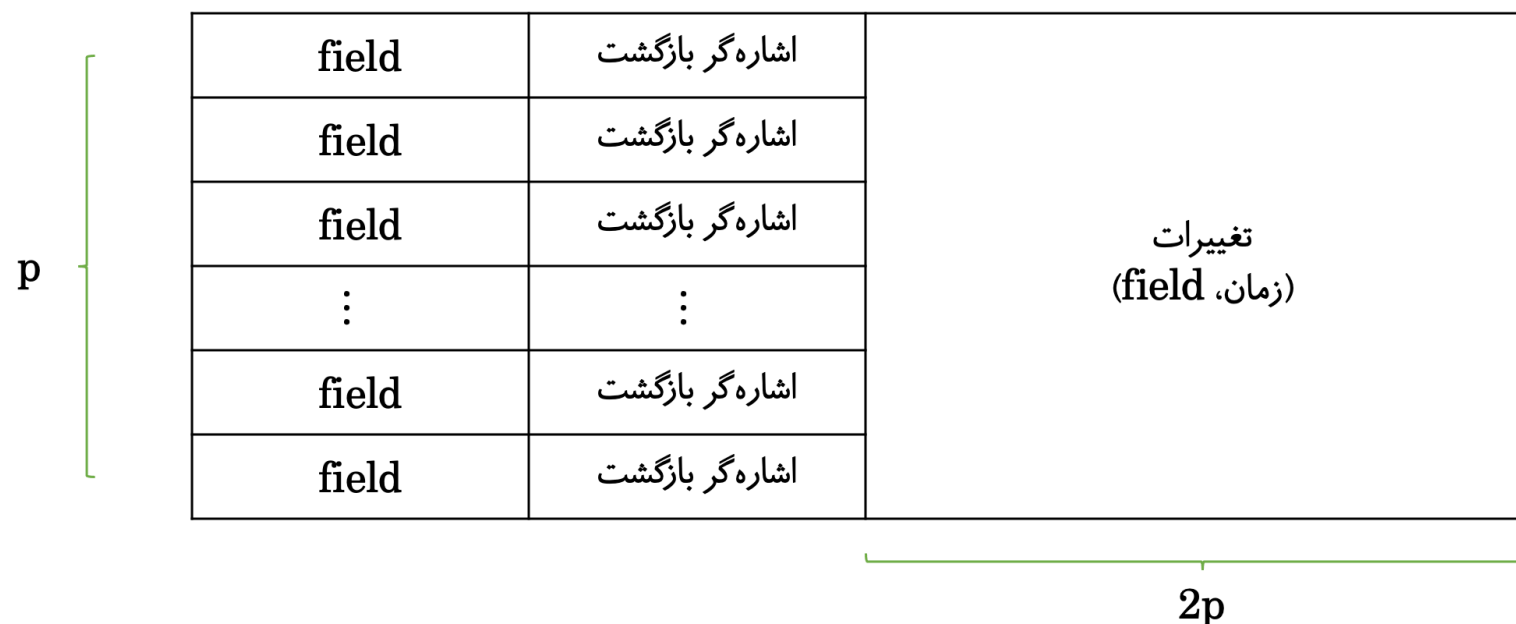 field اشاره‌گر بازگشت
field اشاره‌گر بازگشت
field اشاره‌گر بازگشت
تغییرات
(زمان، field)
p
⋮ ⋮
field اشاره‌گر بازگشت
field اشاره‌گر بازگشت
2p